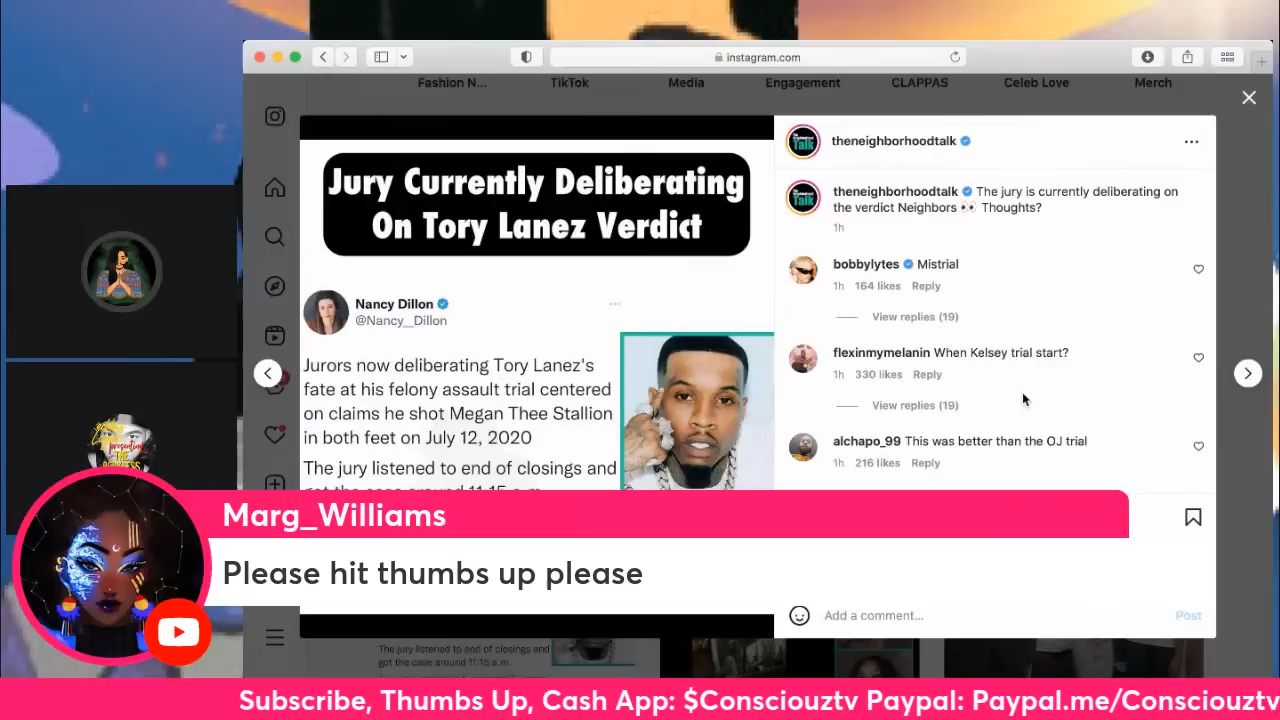 instagram.com
Fashion N...
TikTok
Media
Engagement
CLAPPAS
Celeb Love
Merch
Jury Currently Deliberating
On Tory Lanez Verdict
Nancy Dillon
@Nancy__Dillon
Jurors now deliberating Tory Lanez's
fate at his felony assault trial centered
on claims he shot Megan Thee Stallion
in both feet on July 12, 2020
The jury listened to end of closings and
got the case around 11:15 a.m.
theneighborhoodtalk
theneighborhoodtalk The jury is currently deliberating on
the verdict Neighbors 👀 Thoughts?
1h
bobbylytes Mistrial
1h 164 likes Reply
View replies (19)
flexinmymelanin When Kelsey trial start?
1h 330 likes Reply
View replies (19)
alchapo_99 This was better than the OJ trial
1h 216 likes Reply
Add a comment...
Post
Marg_Williams
Please hit thumbs up please
The jury listened to end of closings and
got the case around 11:15 a.m.
Subscribe, Thumbs Up, Cash App: $Consciouztv Paypal: Paypal.me/Consciouztv